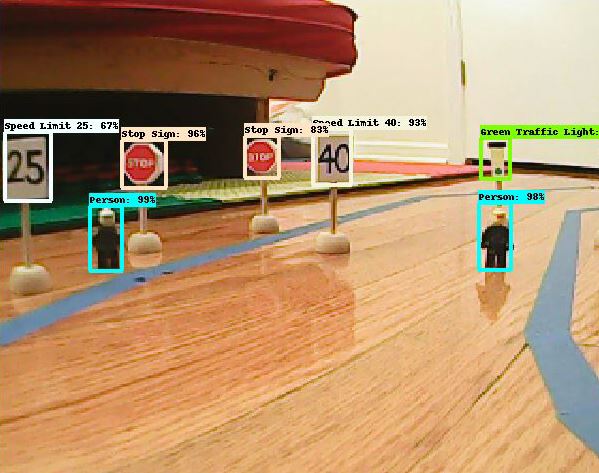 Speed Limit 25: 67%
Stop Sign: 96%
Stop Sign: 83%
Speed Limit 40: 93%
Green Traffic Light:
25
STOP
STOP
40
Person: 99%
Person: 98%